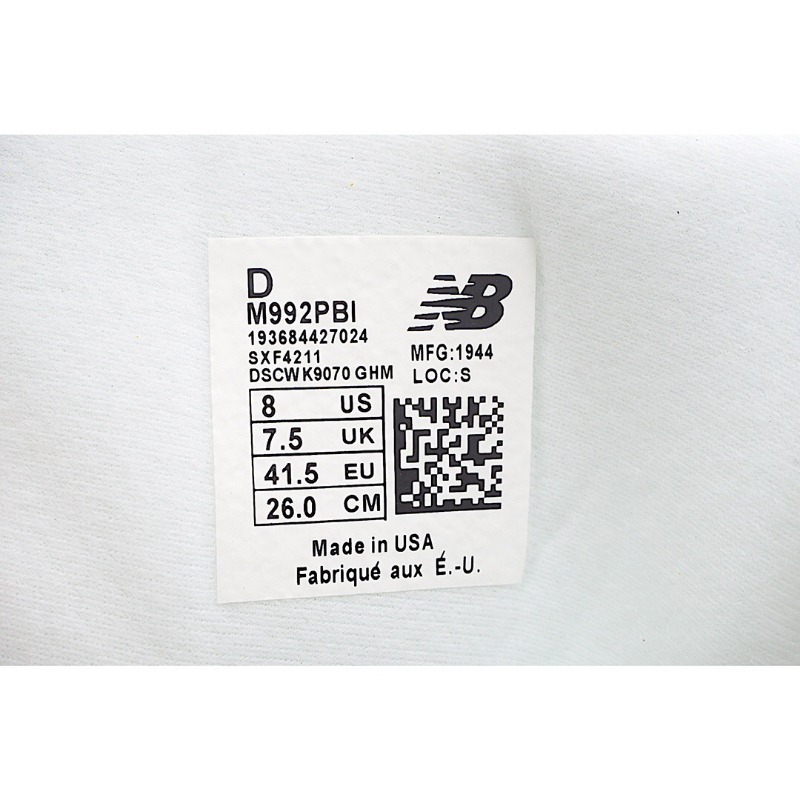 D
M992PBI
193684427024
SXF4211
DSCWK9070 GHM
NB
MFG:1944
LOC:S
8 US
7.5 UK
41.5 EU
26.0 CM
Made in USA
Fabriqué aux É.-U.